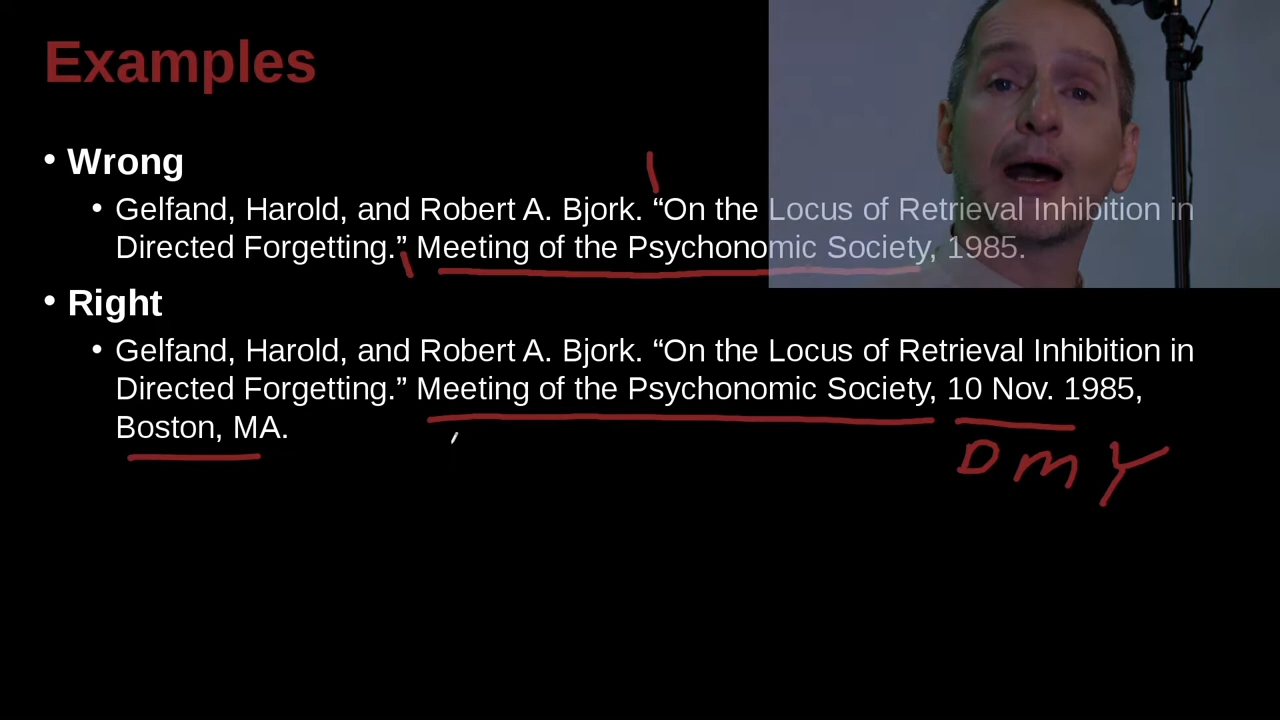 Examples
• Wrong
• Gelfand, Harold, and Robert A. Bjork. “On the Locus of Retrieval Inhibition in
Directed Forgetting.” Meeting of the Psychonomic Society, 1985.
• Right
• Gelfand, Harold, and Robert A. Bjork. “On the Locus of Retrieval Inhibition in
Directed Forgetting.” Meeting of the Psychonomic Society, 10 Nov. 1985,
Boston, MA.
D M Y